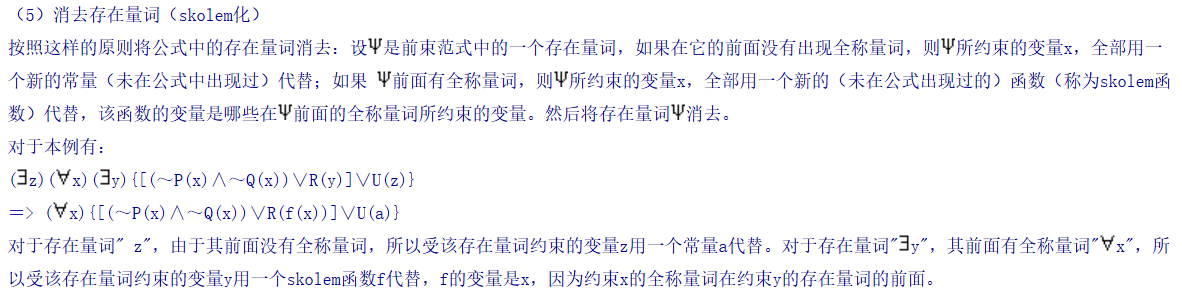 （5）消去存在量词（skolem化）
按照这样的原则将公式中的存在量词消去：设Ψ是前束范式中的一个存在量词，如果在它的前面没有出现全称量词，则Ψ所约束的变量x，全部用一
个新的常量（未在公式中出现过）代替；如果 Ψ前面有全称量词，则Ψ所约束的变量x，全部用一个新的（未在公式出现过的）函数（称为skolem函
数）代替，该函数的变量是哪些在Ψ前面的全称量词所约束的变量。然后将存在量词Ψ消去。
对于本例有：
(∃z)(∀x)(∃y){[(～P(x)∧～Q(x))∨R(y)]∨U(z)}
＝> (∀x){[(～P(x)∧～Q(x))∨R(f(x))]∨U(a)}
对于存在量词" z"，由于其前面没有全称量词，所以受该存在量词约束的变量z用一个常量a代替。对于存在量词"∃y"，其前面有全称量词"∀x"，所
以受该存在量词约束的变量y用一个skolem函数f代替，f的变量是x，因为约束x的全称量词在约束y的存在量词的前面。